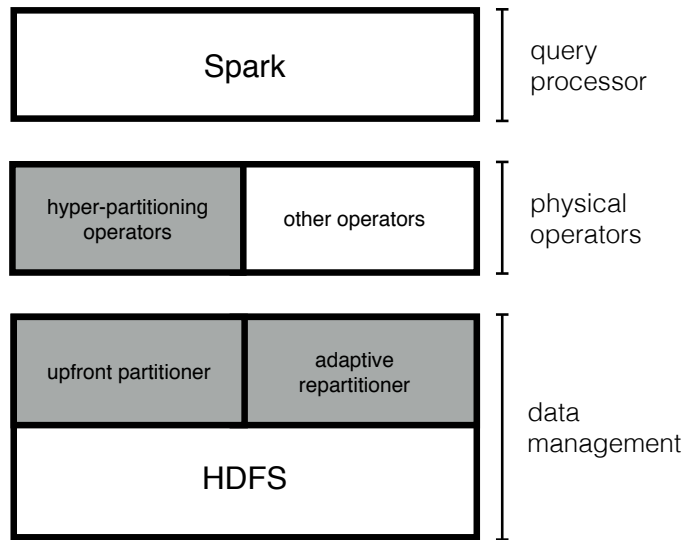 Spark
query
processor
hyper-partitioning
operators
other operators
physical
operators
upfront partitioner
adaptive
repartitioner
data
management
HDFS